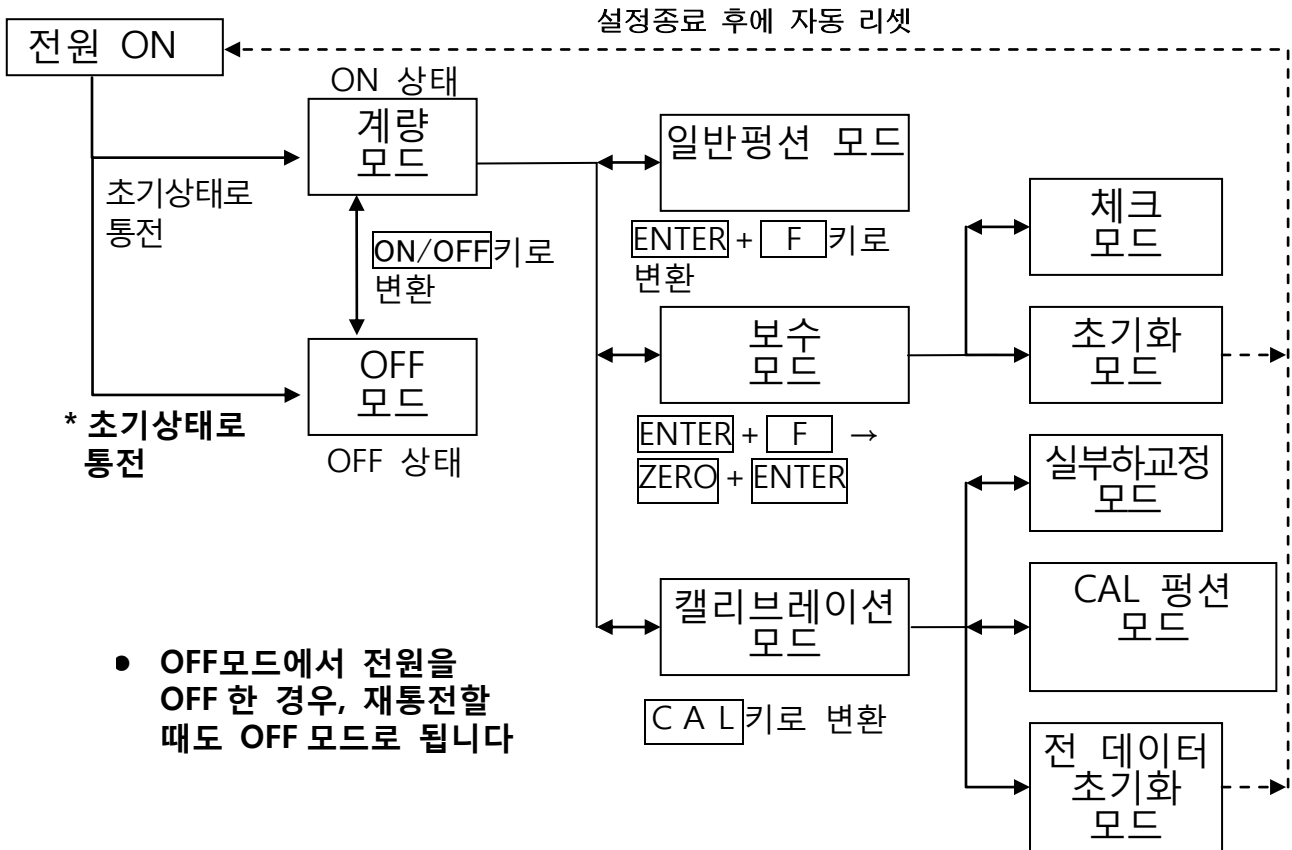 설정종료 후에 자동 리셋
전원 ON
ON 상태
계량
모드
초기상태로
통전
ON/OFF키로
변환
OFF
모드
OFF 상태
* 초기상태로
통전
일반펑션 모드
ENTER + F 키로
변환
보수
모드
ENTER + F →
ZERO + ENTER
캘리브레이션
모드
C A L키로 변환
체크
모드
초기화
모드
실부하교정
모드
CAL 펑션
모드
전 데이터
초기화
모드
● OFF모드에서 전원을
OFF 한 경우, 재통전할
때도 OFF 모드로 됩니다